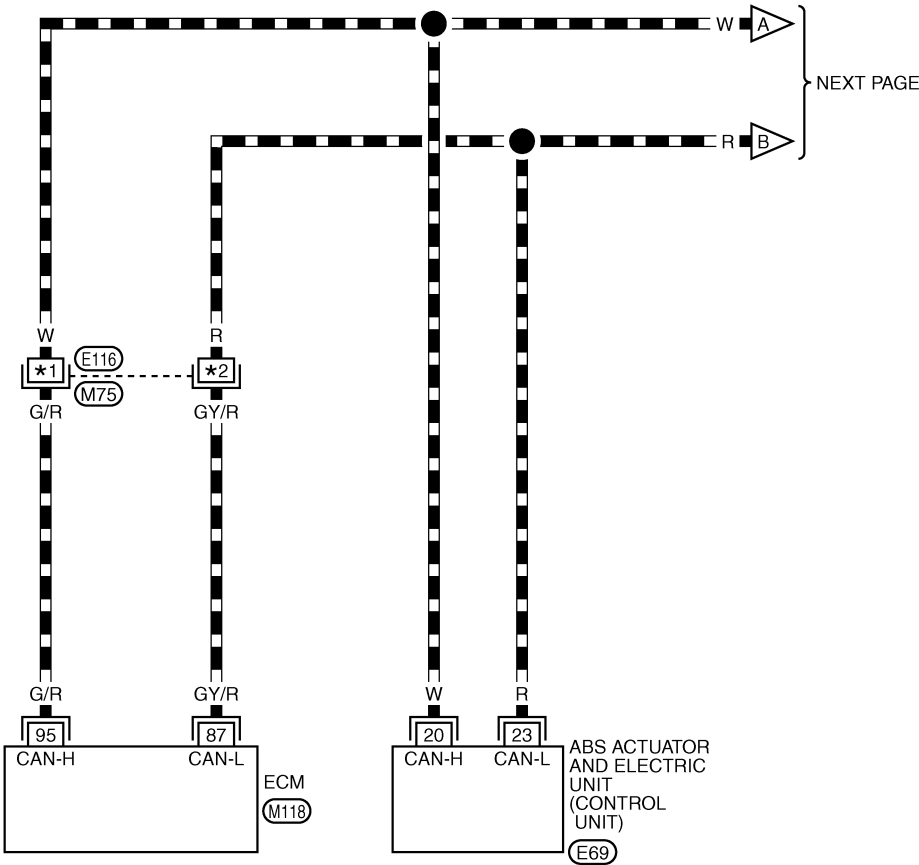 W A
NEXT PAGE
R B
W R
*1 E116 *2
M75
G/R GY/R
G/R GY/R W R
95 87 20 23
CAN-H CAN-L CAN-H CAN-L
ECM
M118
ABS ACTUATOR
AND ELECTRIC
UNIT
(CONTROL
UNIT)
E69